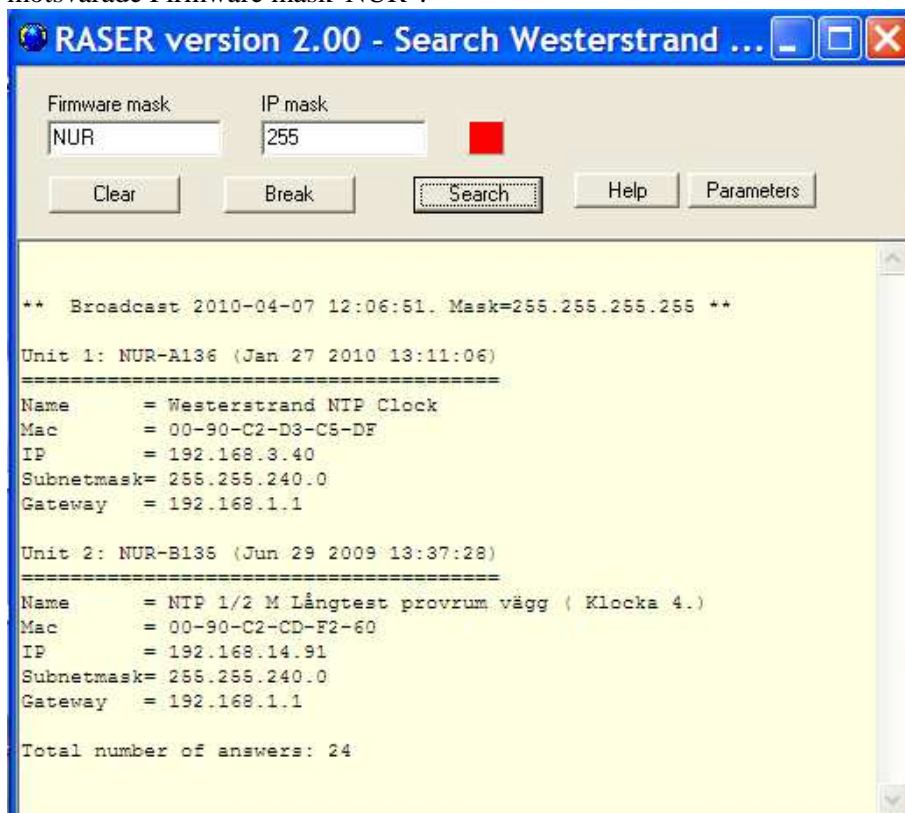 motsvarade Firmware mask 'NUR'.
RASER version 2.00 - Search Westerstrand ...
Firmware mask IP mask
NUR 255
Clear Break Search Help Parameters
** Broadcast 2010-04-07 12:06:51. Mask=255.255.255.255 **
Unit 1: NUR-A136 (Jan 27 2010 13:11:06)
=======================================
Name = Westerstrand NTP Clock
Mac = 00-90-C2-D3-C5-DF
IP = 192.168.3.40
Subnetmask= 255.255.240.0
Gateway = 192.168.1.1
Unit 2: NUR-B135 (Jun 29 2009 13:37:28)
=======================================
Name = NTP 1/2 M Långtest provrum vägg ( Klocka 4.)
Mac = 00-90-C2-CD-F2-60
IP = 192.168.14.91
Subnetmask= 255.255.240.0
Gateway = 192.168.1.1
Total number of answers: 24